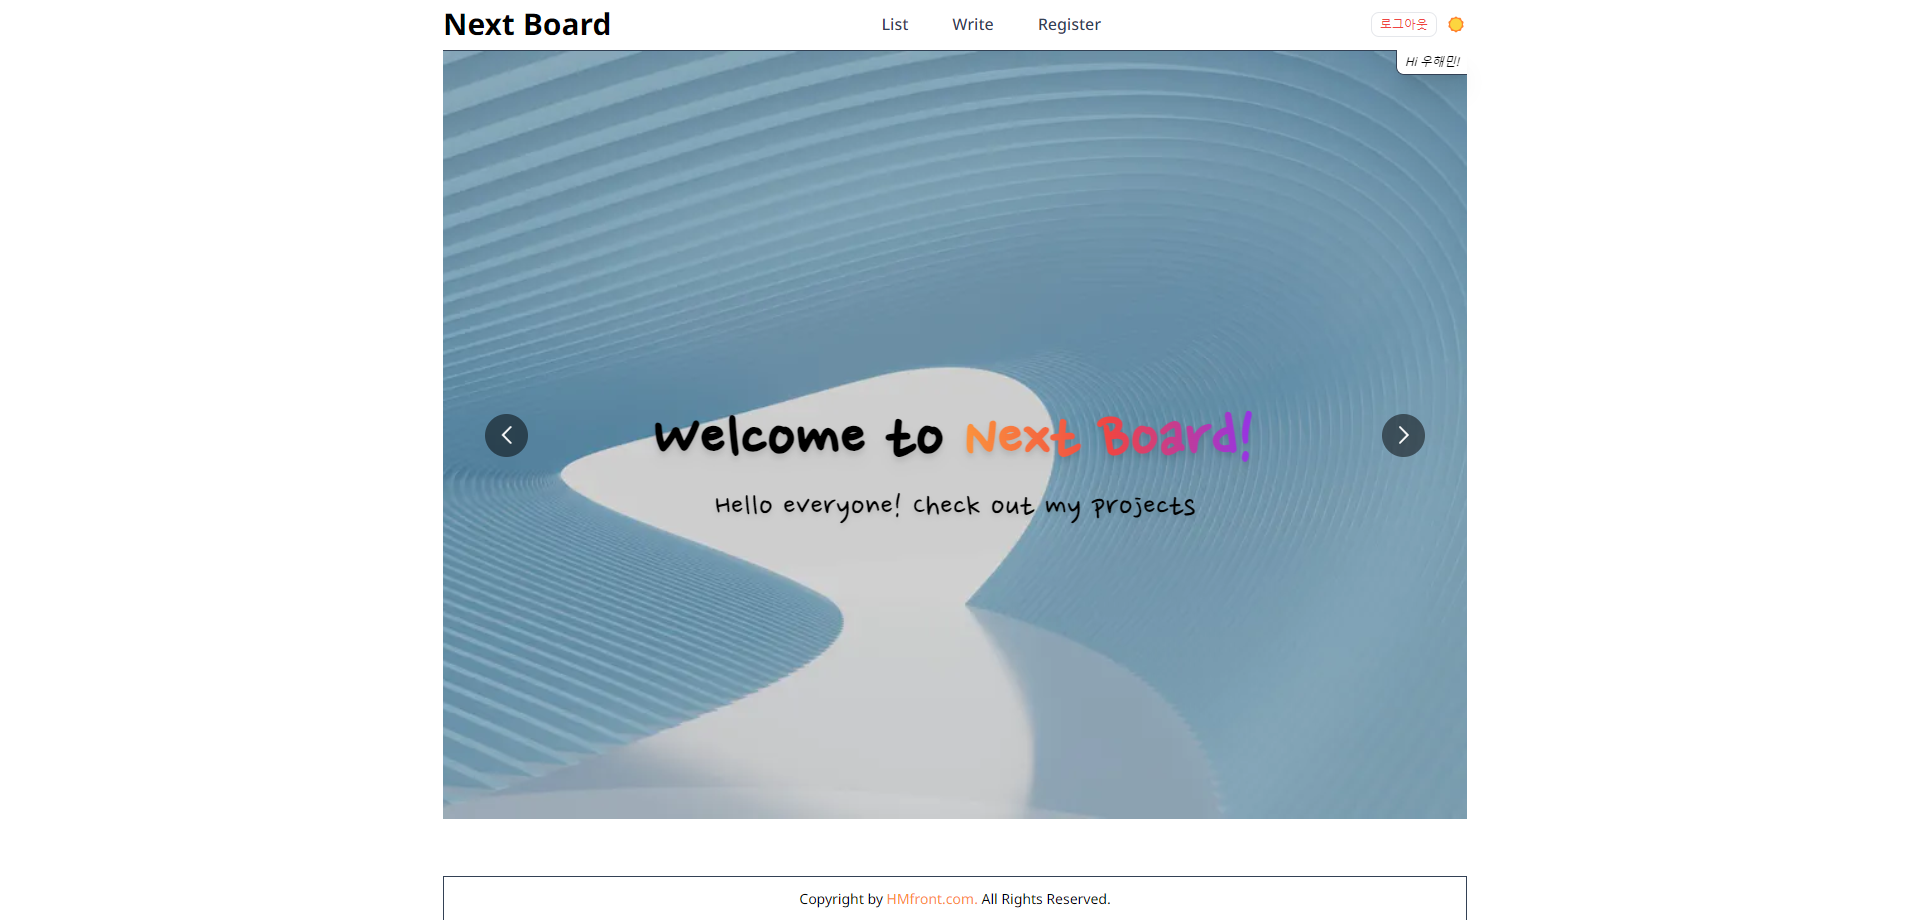 Next Board
List
Write
Register
로그아웃
Hi 우해민!
Welcome to Next Board!
Hello everyone! Check out my projects
Copyright by HMfront.com. All Rights Reserved.